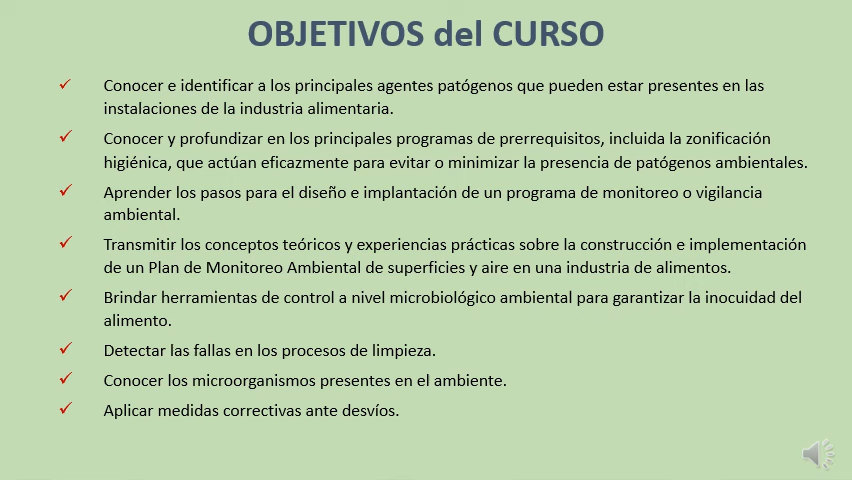 OBJETIVOS del CURSO
Conocer e identificar a los principales agentes patógenos que pueden estar presentes en las
instalaciones de la industria alimentaria.
Conocer y profundizar en los principales programas de prerrequisitos, incluida la zonificación
higiénica, que actúan eficazmente para evitar o minimizar la presencia de patógenos ambientales.
Aprender los pasos para el diseño e implantación de un programa de monitoreo o vigilancia
ambiental.
Transmitir los conceptos teóricos y experiencias prácticas sobre la construcción e implementación
de un Plan de Monitoreo Ambiental de superficies y aire en una industria de alimentos.
Brindar herramientas de control a nivel microbiológico ambiental para garantizar la inocuidad del
alimento.
Detectar las fallas en los procesos de limpieza.
Conocer los microorganismos presentes en el ambiente.
Aplicar medidas correctivas ante desvíos.